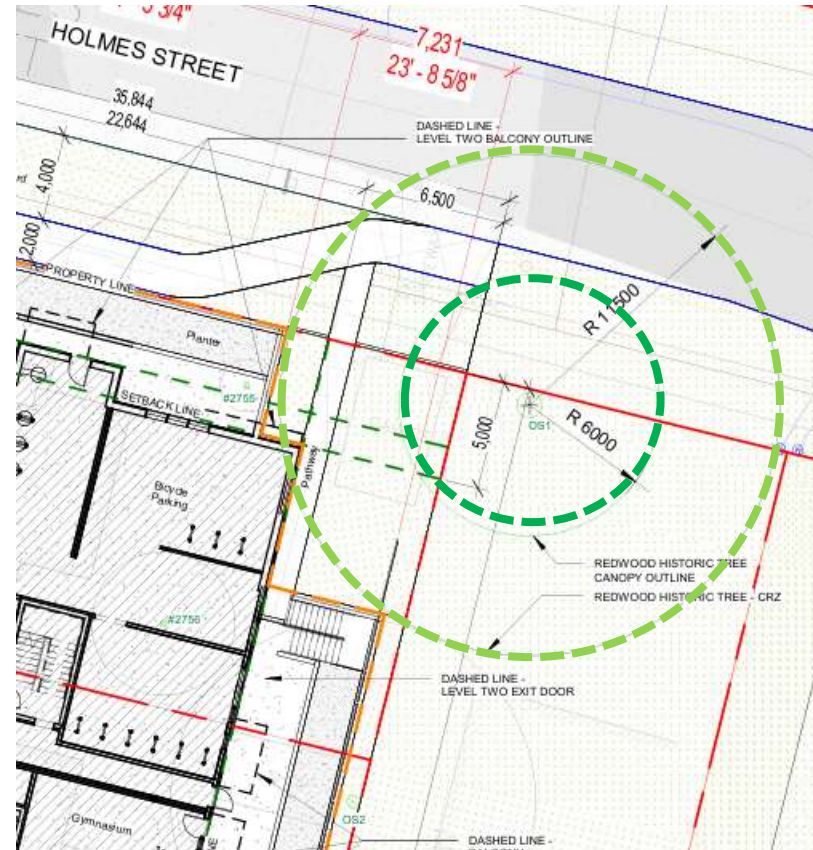 HOLMES STREET
7,231
23' - 8 5/8"
35,844
22,644
DASHED LINE -
LEVEL TWO BALCONY OUTLINE
4,000
6,500
2,000
PROPERTY LINE
R 11500
Planter
#2755
SETBACK LINE
OS1
R 6000
5,000
Pathway
Bicycle
Parking
REDWOOD HISTORIC TREE
CANOPY OUTLINE
REDWOOD HISTORIC TREE - CRZ
#2756
DASHED LINE -
LEVEL TWO EXIT DOOR
OS2
Gymnasium
DASHED LINE -